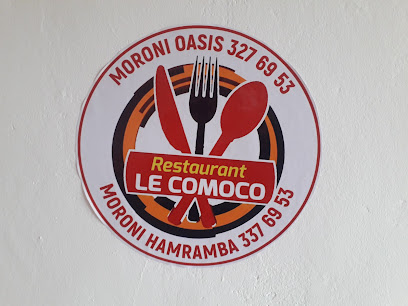 MORONI OASIS 327 69 53
Restaurant
LE COMOCO
MORONI HAMRAMBA 337 69 53